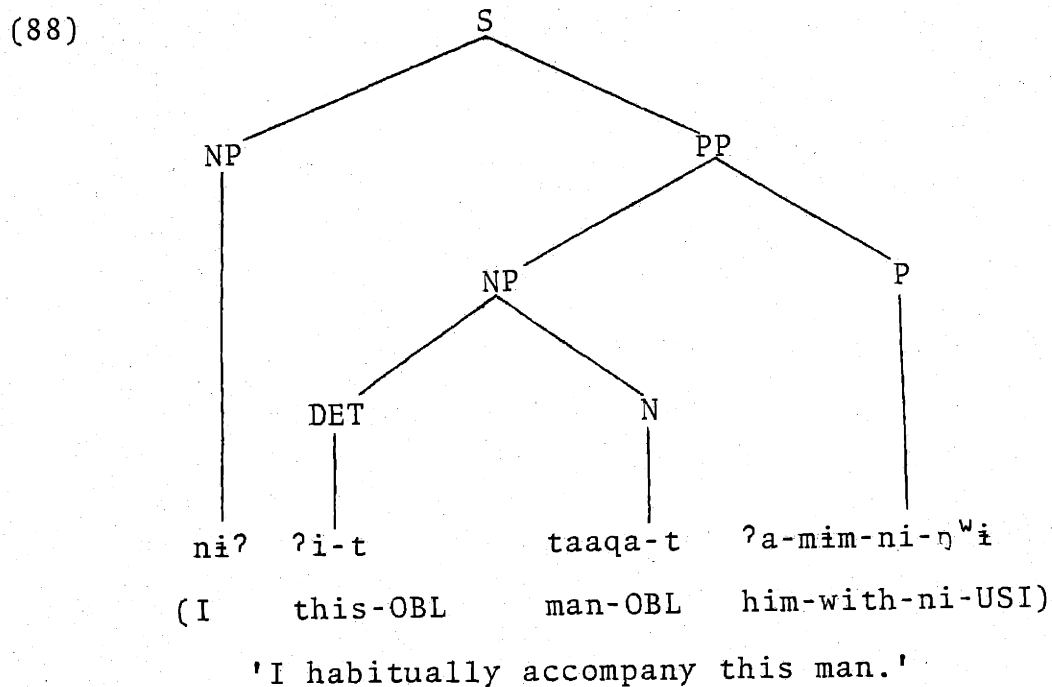 (88)
S
NP PP
NP P
DET N
nɨʔ ʔi-t taaqa-t ʔa-mɨm-ni-ŋʷɨ
(I this-OBL man-OBL him-with-ni-USI)
'I habitually accompany this man.'